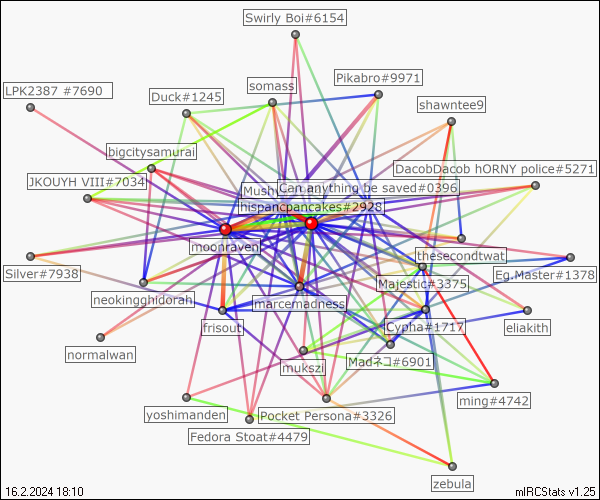 Swirly Boi#6154
Pikabro#9971
somass
LPK2387 #7690
Duck#1245
shawntee9
bigcitysamurai
DacobDacob hORNY police#5271
JKOUYH VIII#7034
Mush
Can anything be saved#0396
hispancpancakes#2928
moonraven
thesecondtwat
Silver#7938
Eg.Master#1378
Majestic#3375
neokingghidorah
marcemadness
frisout
Cypha#1717
eliakith
normalwan
Madネコ#6901
mukszi
ming#4742
yoshimanden
Pocket Persona#3326
Fedora Stoat#4479
zebula
16.2.2024 18:10
mIRCStats v1.25